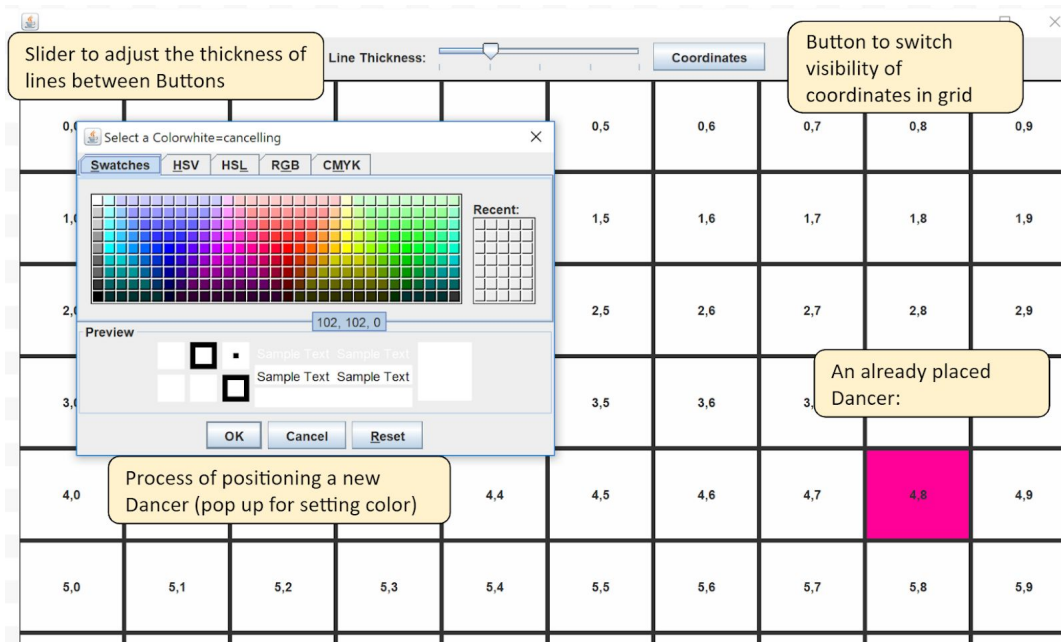 Slider to adjust the thickness of
lines between Buttons
Line Thickness:
Coordinates
Button to switch
visibility of
coordinates in grid
0,5 0,6 0,7 0,8 0,9
Select a Colorwhite=cancelling
Swatches HSV HSL RGB CMYK
Recent:
1,5 1,6 1,7 1,8 1,9
2,5 2,6 2,7 2,8 2,9
102, 102, 0
Preview
Sample Text Sample Text
Sample Text Sample Text
An already placed
Dancer:
3,5 3,6
OK Cancel Reset
Process of positioning a new
Dancer (pop up for setting color)
4,0 4,4 4,5 4,6 4,7 4,8 4,9
5,0 5,1 5,2 5,3 5,4 5,5 5,6 5,7 5,8 5,9